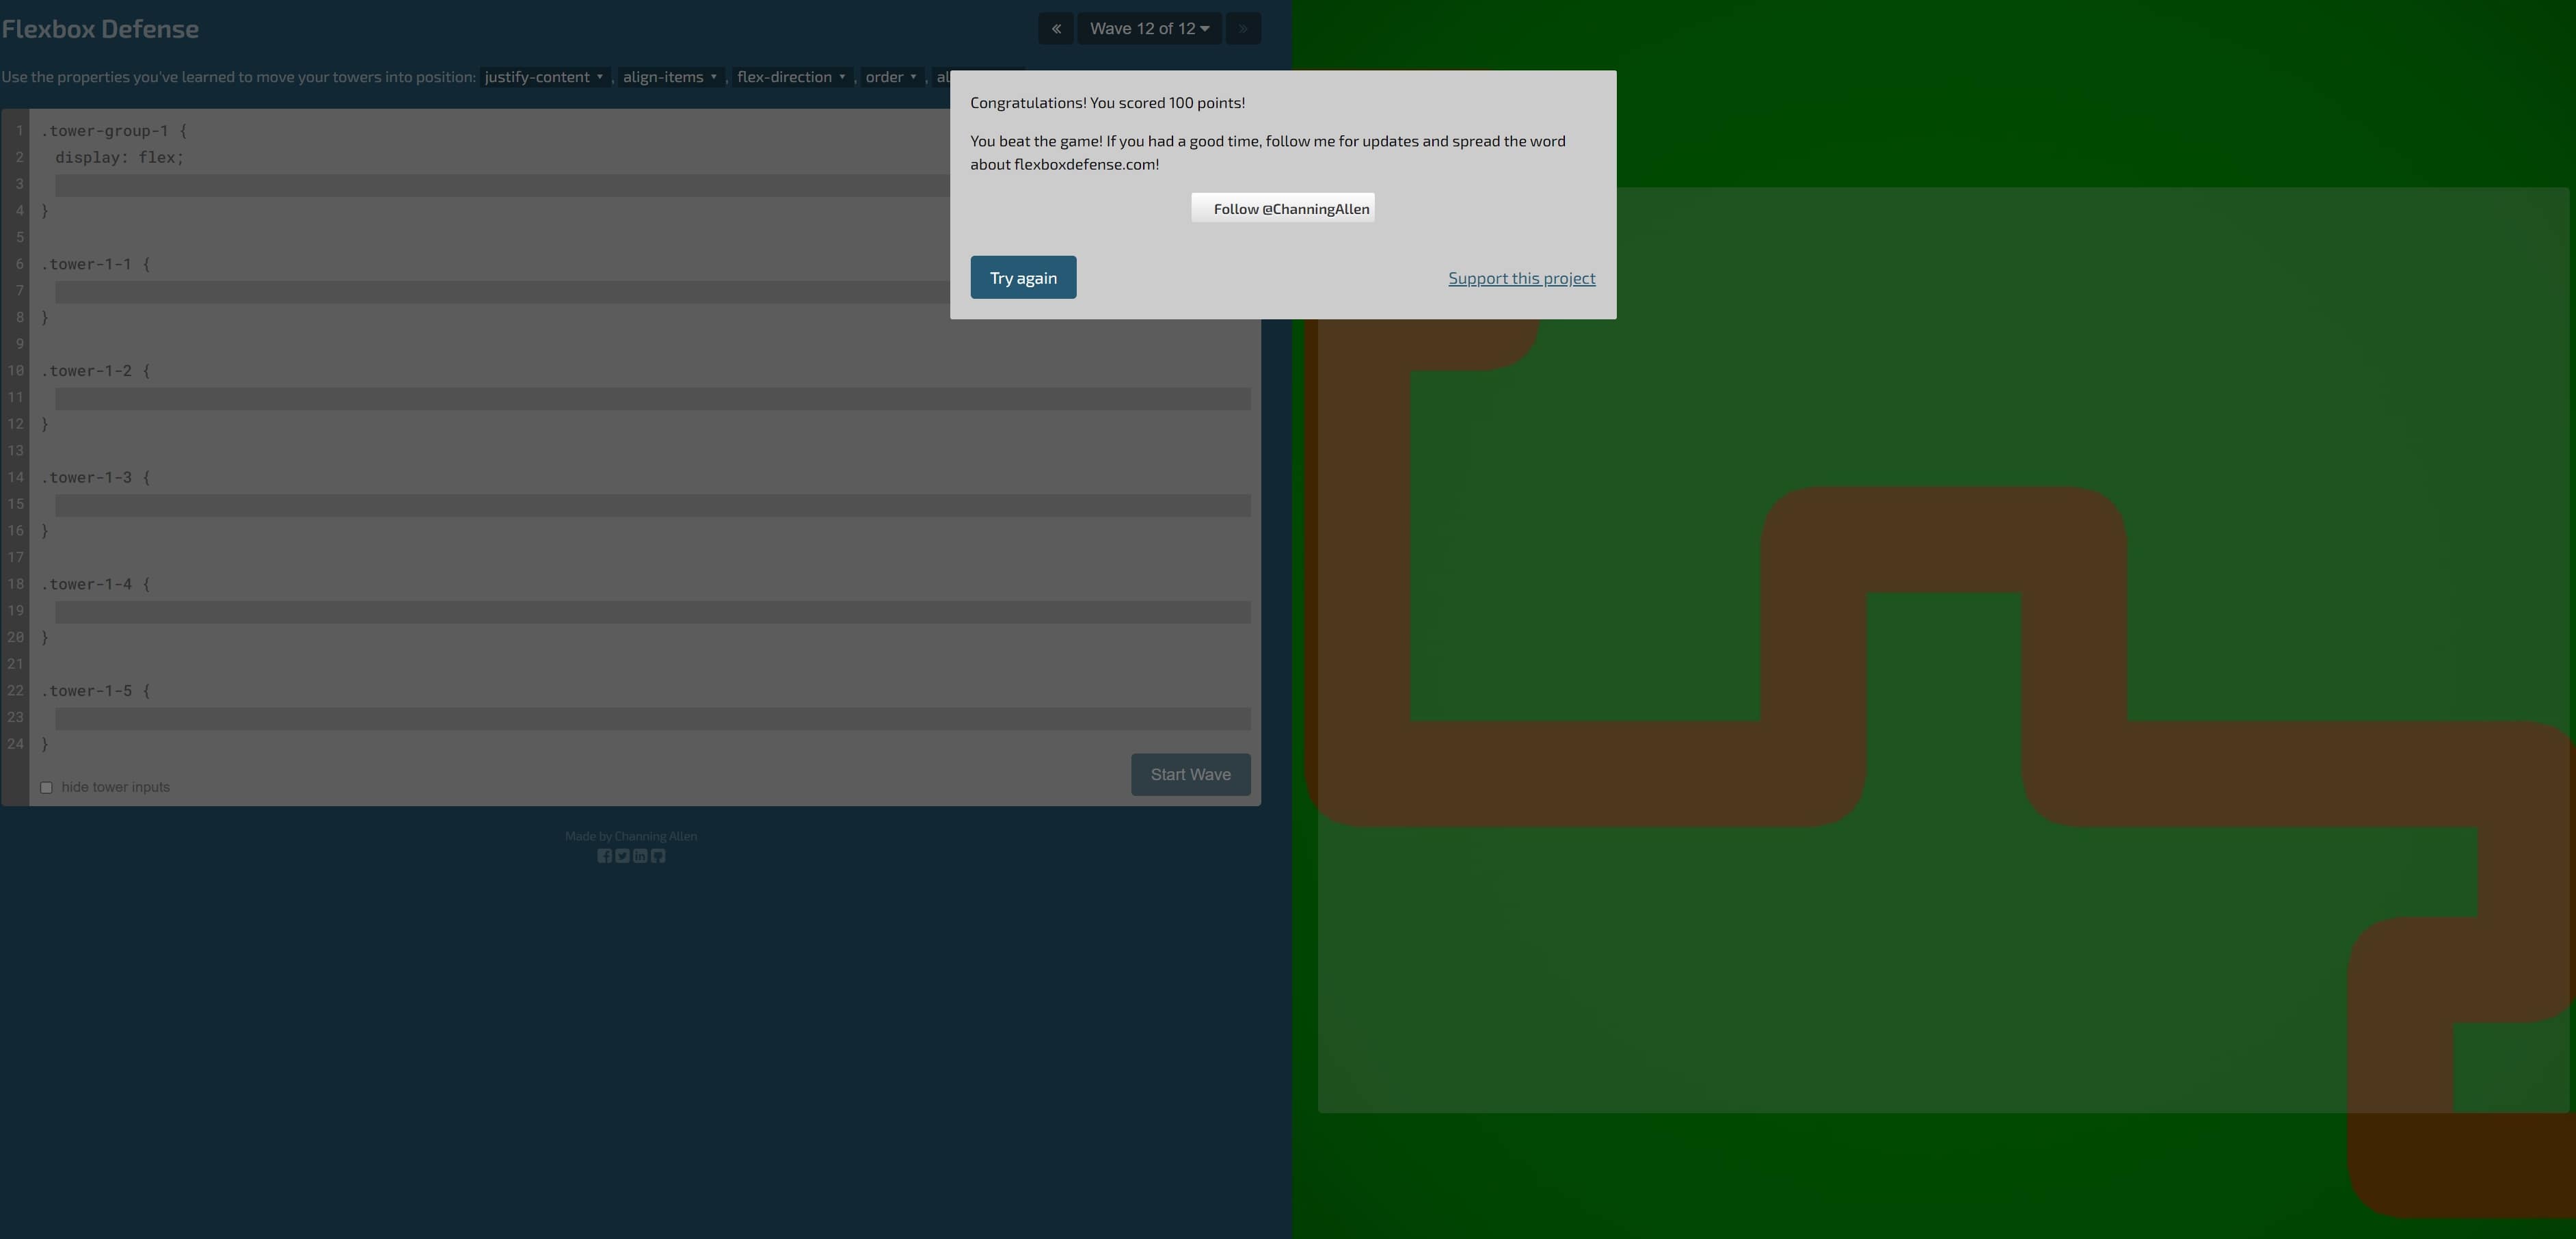 Flexbox Defense
« Wave 12 of 12 »
Use the properties you've learned to move your towers into position: justify-content , align-items , flex-direction , order ,
Congratulations! You scored 100 points!
You beat the game! If you had a good time, follow me for updates and spread the word
about flexboxdefense.com!
Follow @ChanningAllen
Try again
Support this project
1 .tower-group-1 {
2 display: flex;
3
4 }
5
6 .tower-1-1 {
7
8 }
9
10 .tower-1-2 {
11
12 }
13
14 .tower-1-3 {
15
16 }
17
18 .tower-1-4 {
19
20 }
21
22 .tower-1-5 {
23
24 }
hide tower inputs
Start Wave
Made by Channing Allen